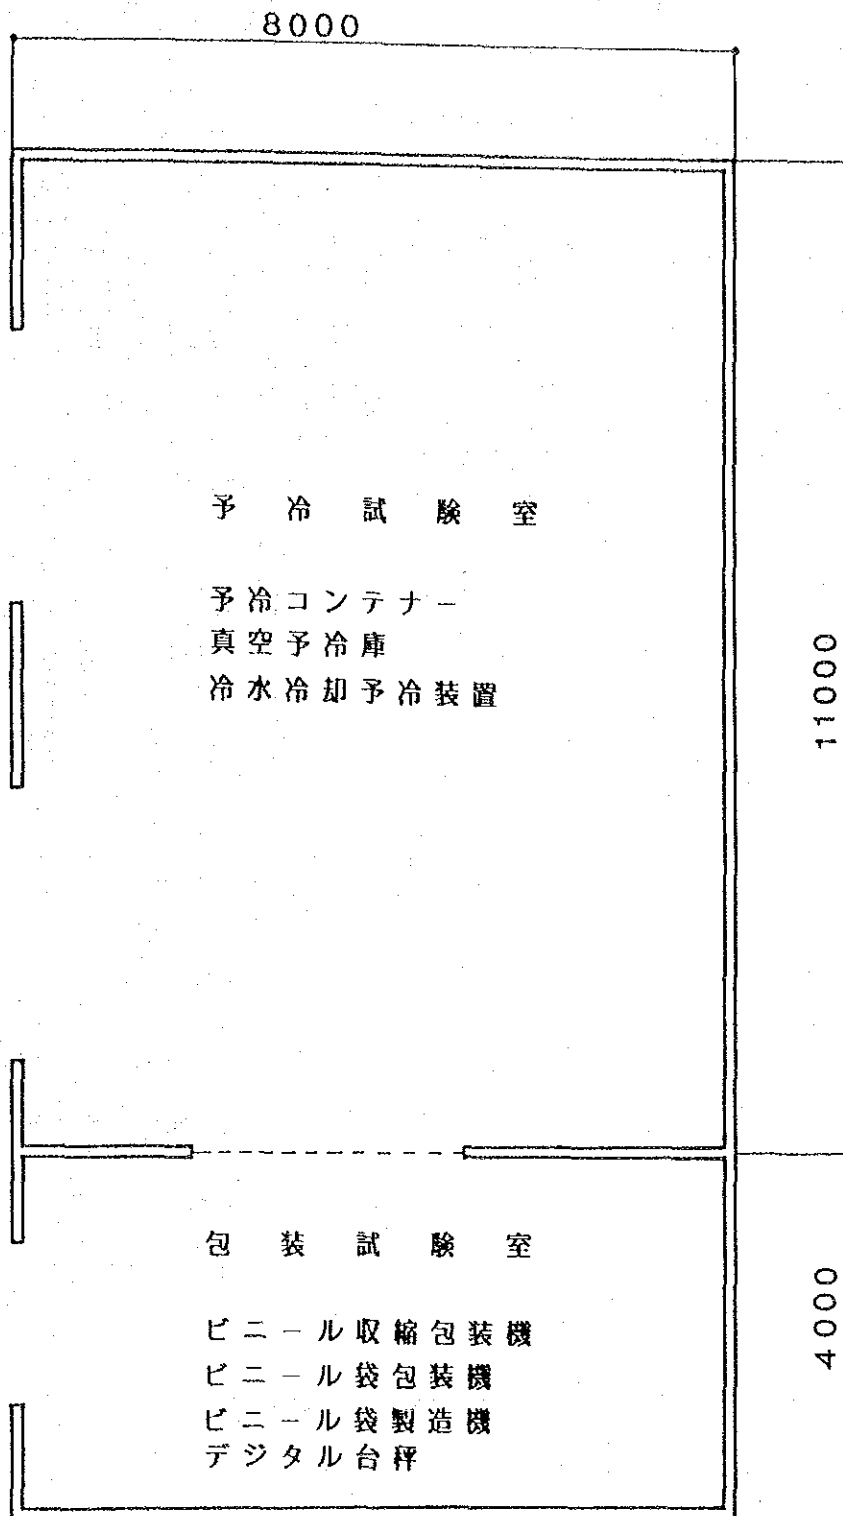 8000
予冷試験室
予冷コンテナー
真空予冷庫
冷水冷却予冷装置
11000
包装試験室
ビニール収縮包装機
ビニール袋包装機
ビニール袋製造機
デジタル台秤
4000